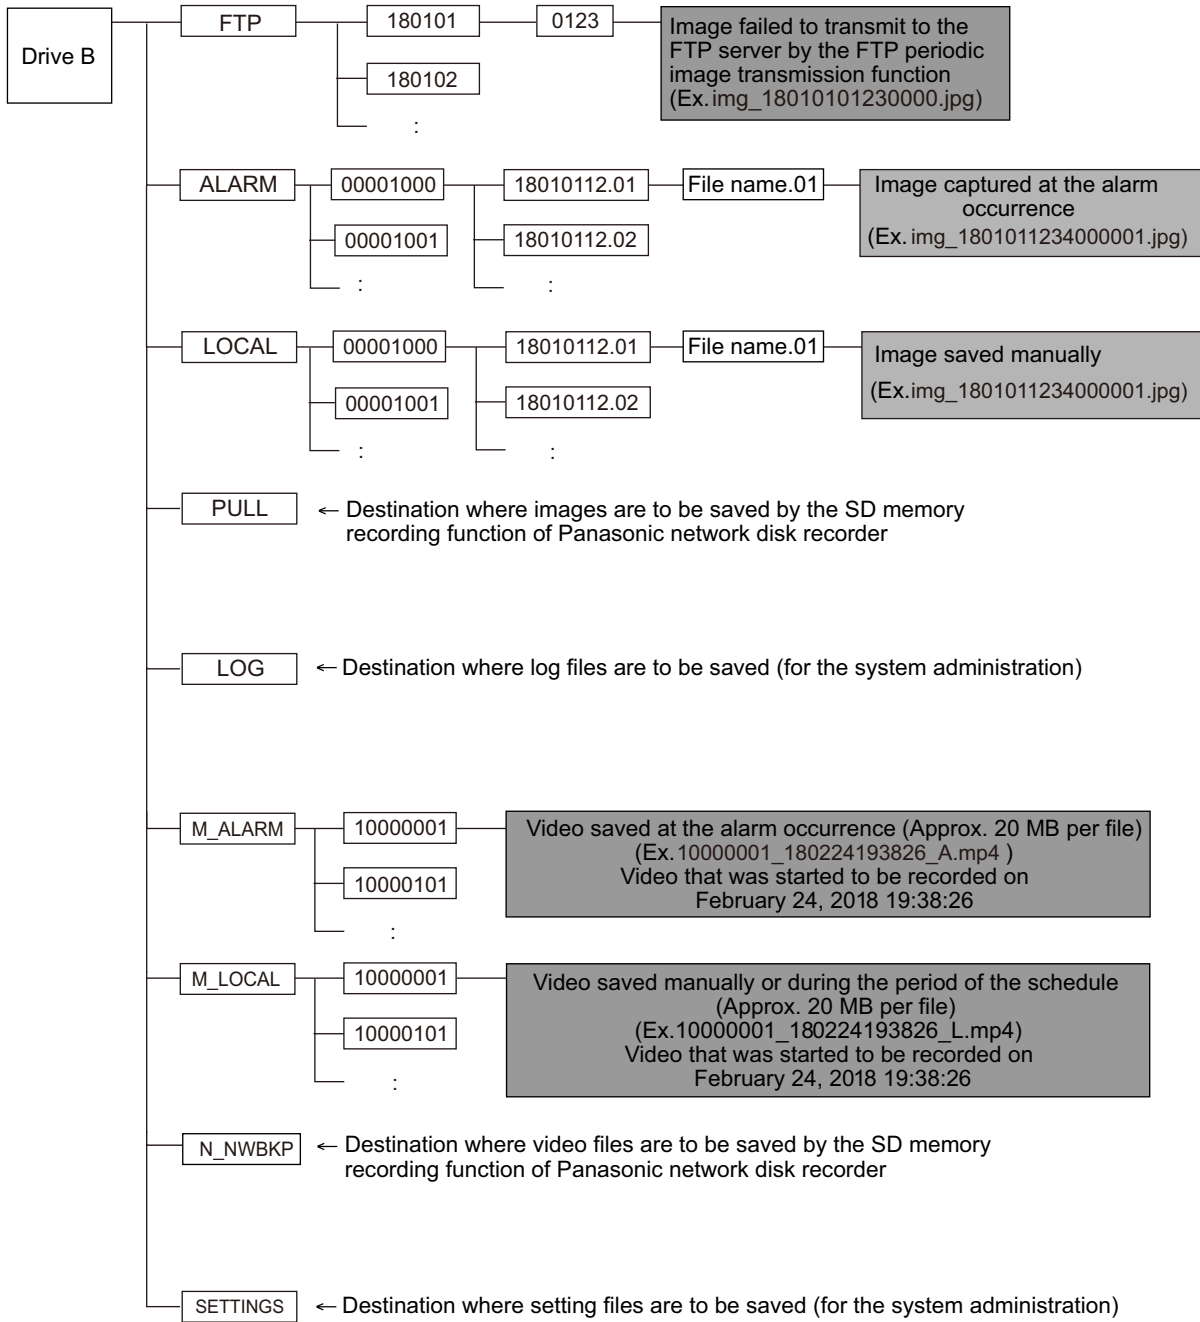 Drive B
FTP
180101
0123
Image failed to transmit to the
FTP server by the FTP periodic
image transmission function
(Ex.img_18010101230000.jpg)
180102
:
ALARM
00001000
18010112.01
File name.01
Image captured at the alarm
occurrence
(Ex.img_1801011234000001.jpg)
00001001
18010112.02
:
:
LOCAL
00001000
18010112.01
File name.01
Image saved manually
(Ex.img_1801011234000001.jpg)
00001001
18010112.02
:
:
PULL
← Destination where images are to be saved by the SD memory
recording function of Panasonic network disk recorder
LOG
← Destination where log files are to be saved (for the system administration)
M_ALARM
10000001
Video saved at the alarm occurrence (Approx. 20 MB per file)
(Ex.10000001_180224193826_A.mp4 )
Video that was started to be recorded on
February 24, 2018 19:38:26
10000101
:
M_LOCAL
10000001
Video saved manually or during the period of the schedule
(Approx. 20 MB per file)
(Ex.10000001_180224193826_L.mp4)
Video that was started to be recorded on
February 24, 2018 19:38:26
10000101
:
N_NWBKP
← Destination where video files are to be saved by the SD memory
recording function of Panasonic network disk recorder
SETTINGS
← Destination where setting files are to be saved (for the system administration)